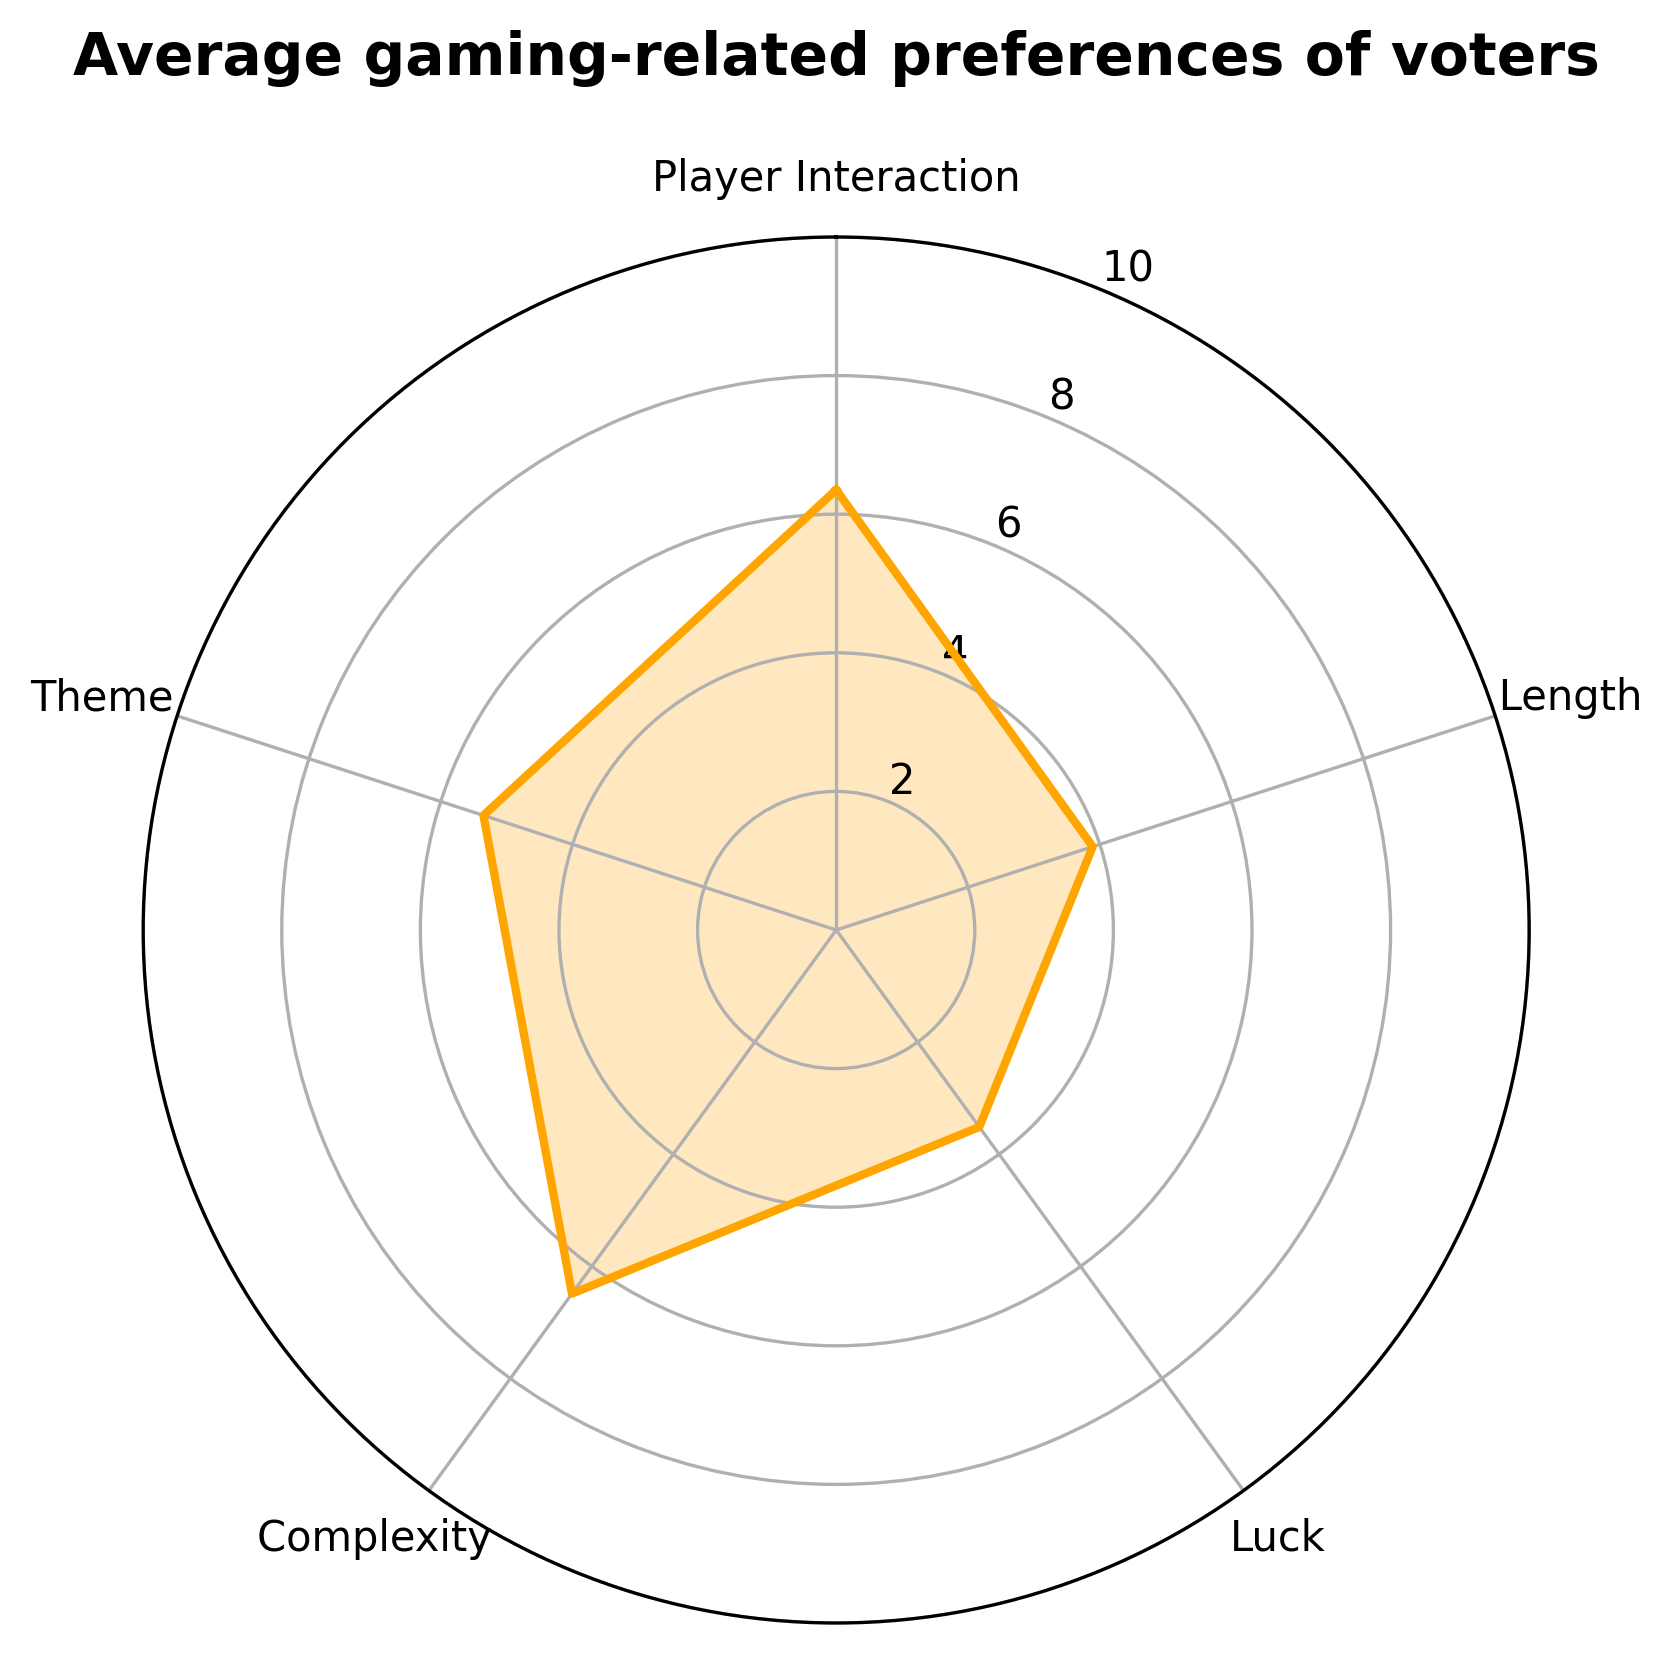 Average gaming-related preferences of voters
Player Interaction
10
8
6
4
2
Theme
Length
Complexity
Luck